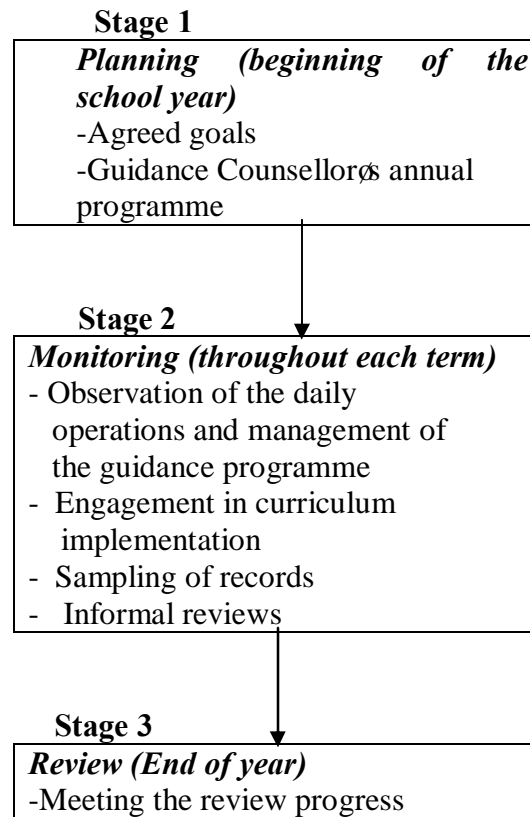 Stage 1
Planning (beginning of the
school year)
-Agreed goals
-Guidance Counsellorøs annual
programme
Stage 2
Monitoring (throughout each term)
- Observation of the daily
operations and management of
the guidance programme
- Engagement in curriculum
implementation
- Sampling of records
- Informal reviews
Stage 3
Review (End of year)
-Meeting the review progress